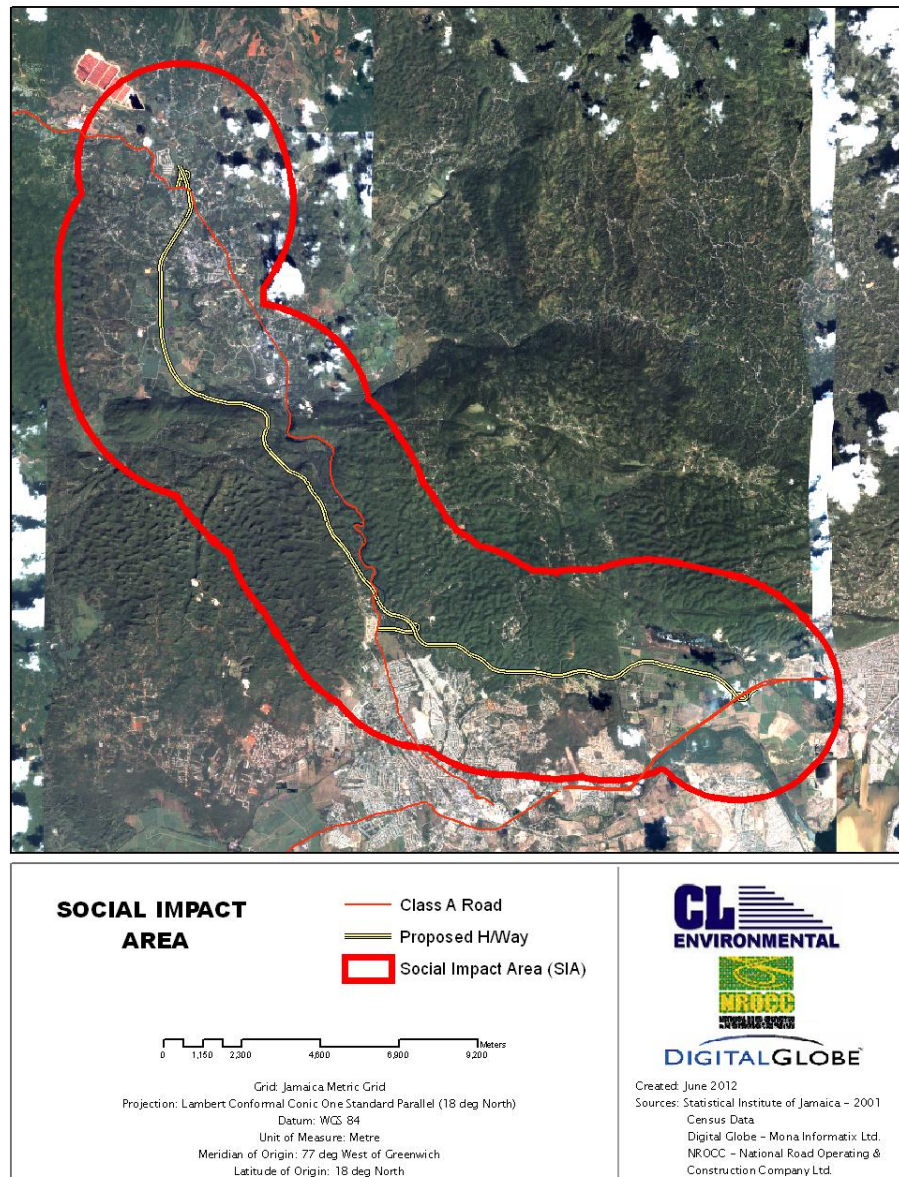 SOCIAL IMPACT
AREA
Class A Road
Proposed H/Way
Social Impact Area (SIA)
0 1,150 2,300 4,600 6,900 9,200 Meters
Grid: Jamaica Metric Grid
Projection: Lambert Conformal Conic One Standard Parallel (18 deg North)
Datum: WGS 84
Unit of Measure: Metre
Meridian of Origin: 77 deg West of Greenwich
Latitude of Origin: 18 deg North
CL
ENVIRONMENTAL
NROCC
DIGITALGLOBE
Created: June 2012
Sources: Statistical Institute of Jamaica – 2001
Census Data
Digital Globe – Mona Informatix Ltd.
NROCC – National Road Operating &
Construction Company Ltd.